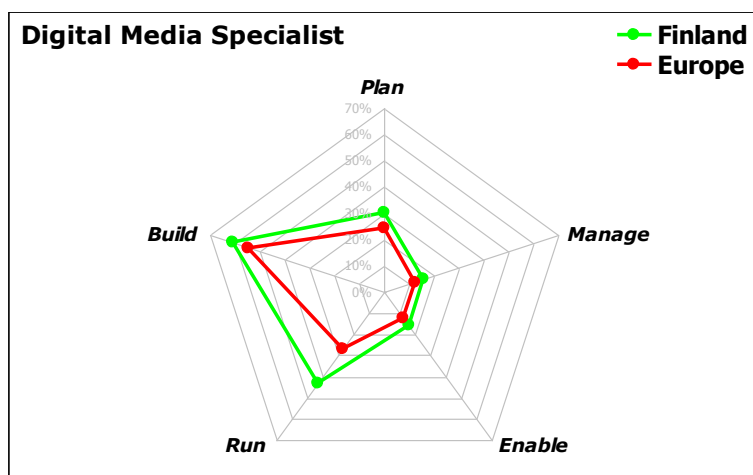 Digital Media Specialist
Finland
Europe
Plan
70%
60%
50%
40%
30%
20%
10%
0%
Build
Manage
Run
Enable